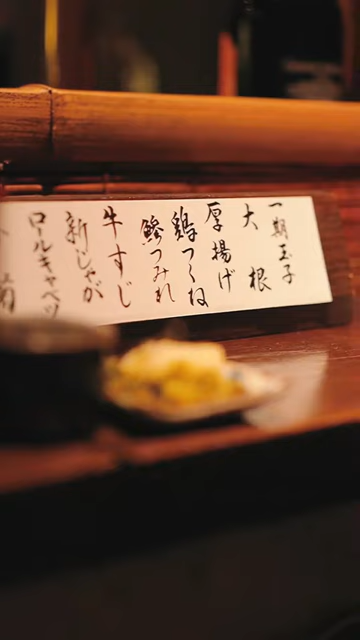 一期玉子
大根
厚揚げ
鶏つくね
鯵つみれ
牛すじ
新じゃが
ロールキャベツ